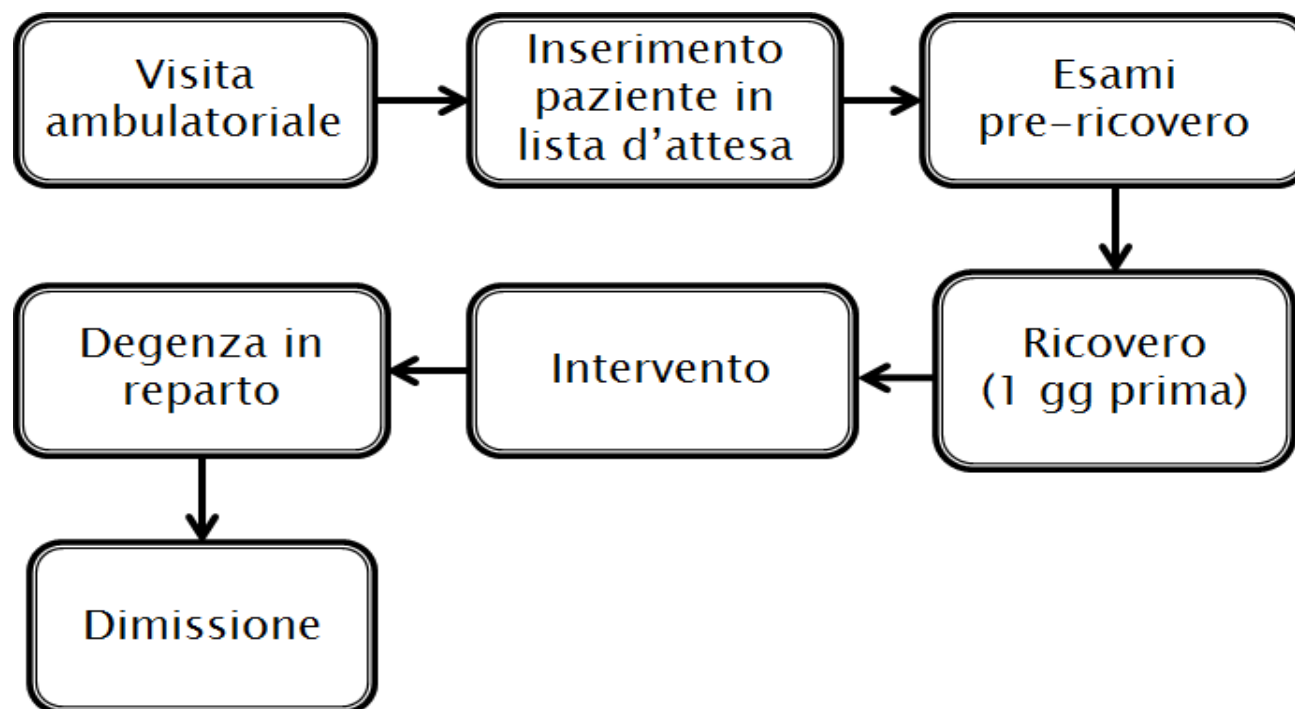 Visita
ambulatoriale
Inserimento
paziente in
lista d’attesa
Esami
pre-ricovero
Ricovero
(1 gg prima)
Intervento
Degenza in
reparto
Dimissione